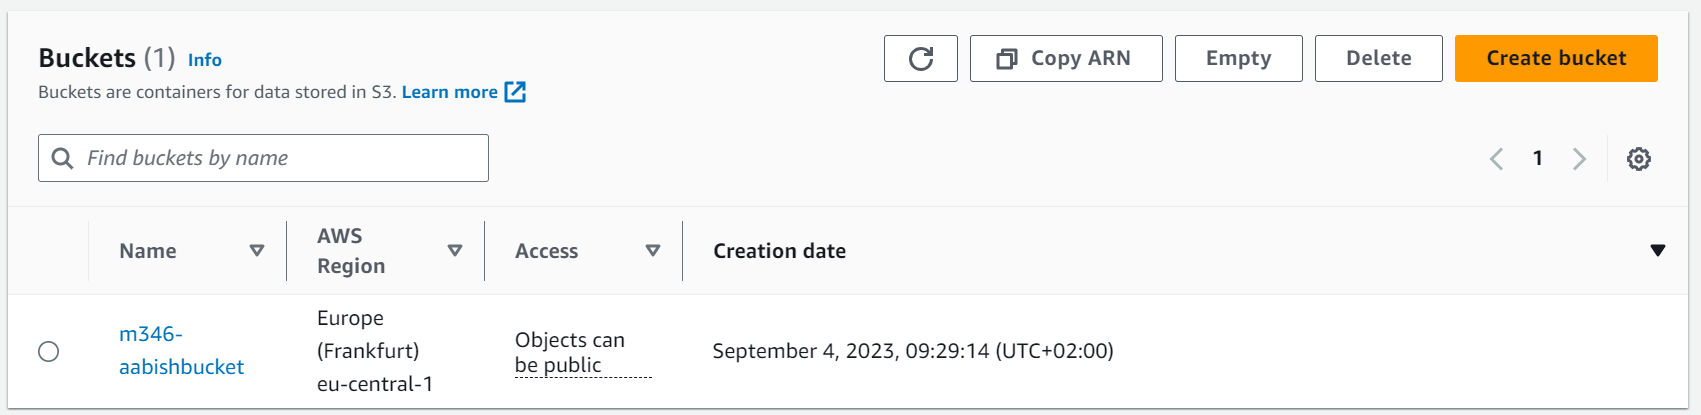 Buckets (1) Info
Buckets are containers for data stored in S3. Learn more
Copy ARN
Empty
Delete
Create bucket
Find buckets by name
1
Name
AWS
Region
Access
Creation date
m346-
aabishbucket
Europe
(Frankfurt)
eu-central-1
Objects can
be public
September 4, 2023, 09:29:14 (UTC+02:00)